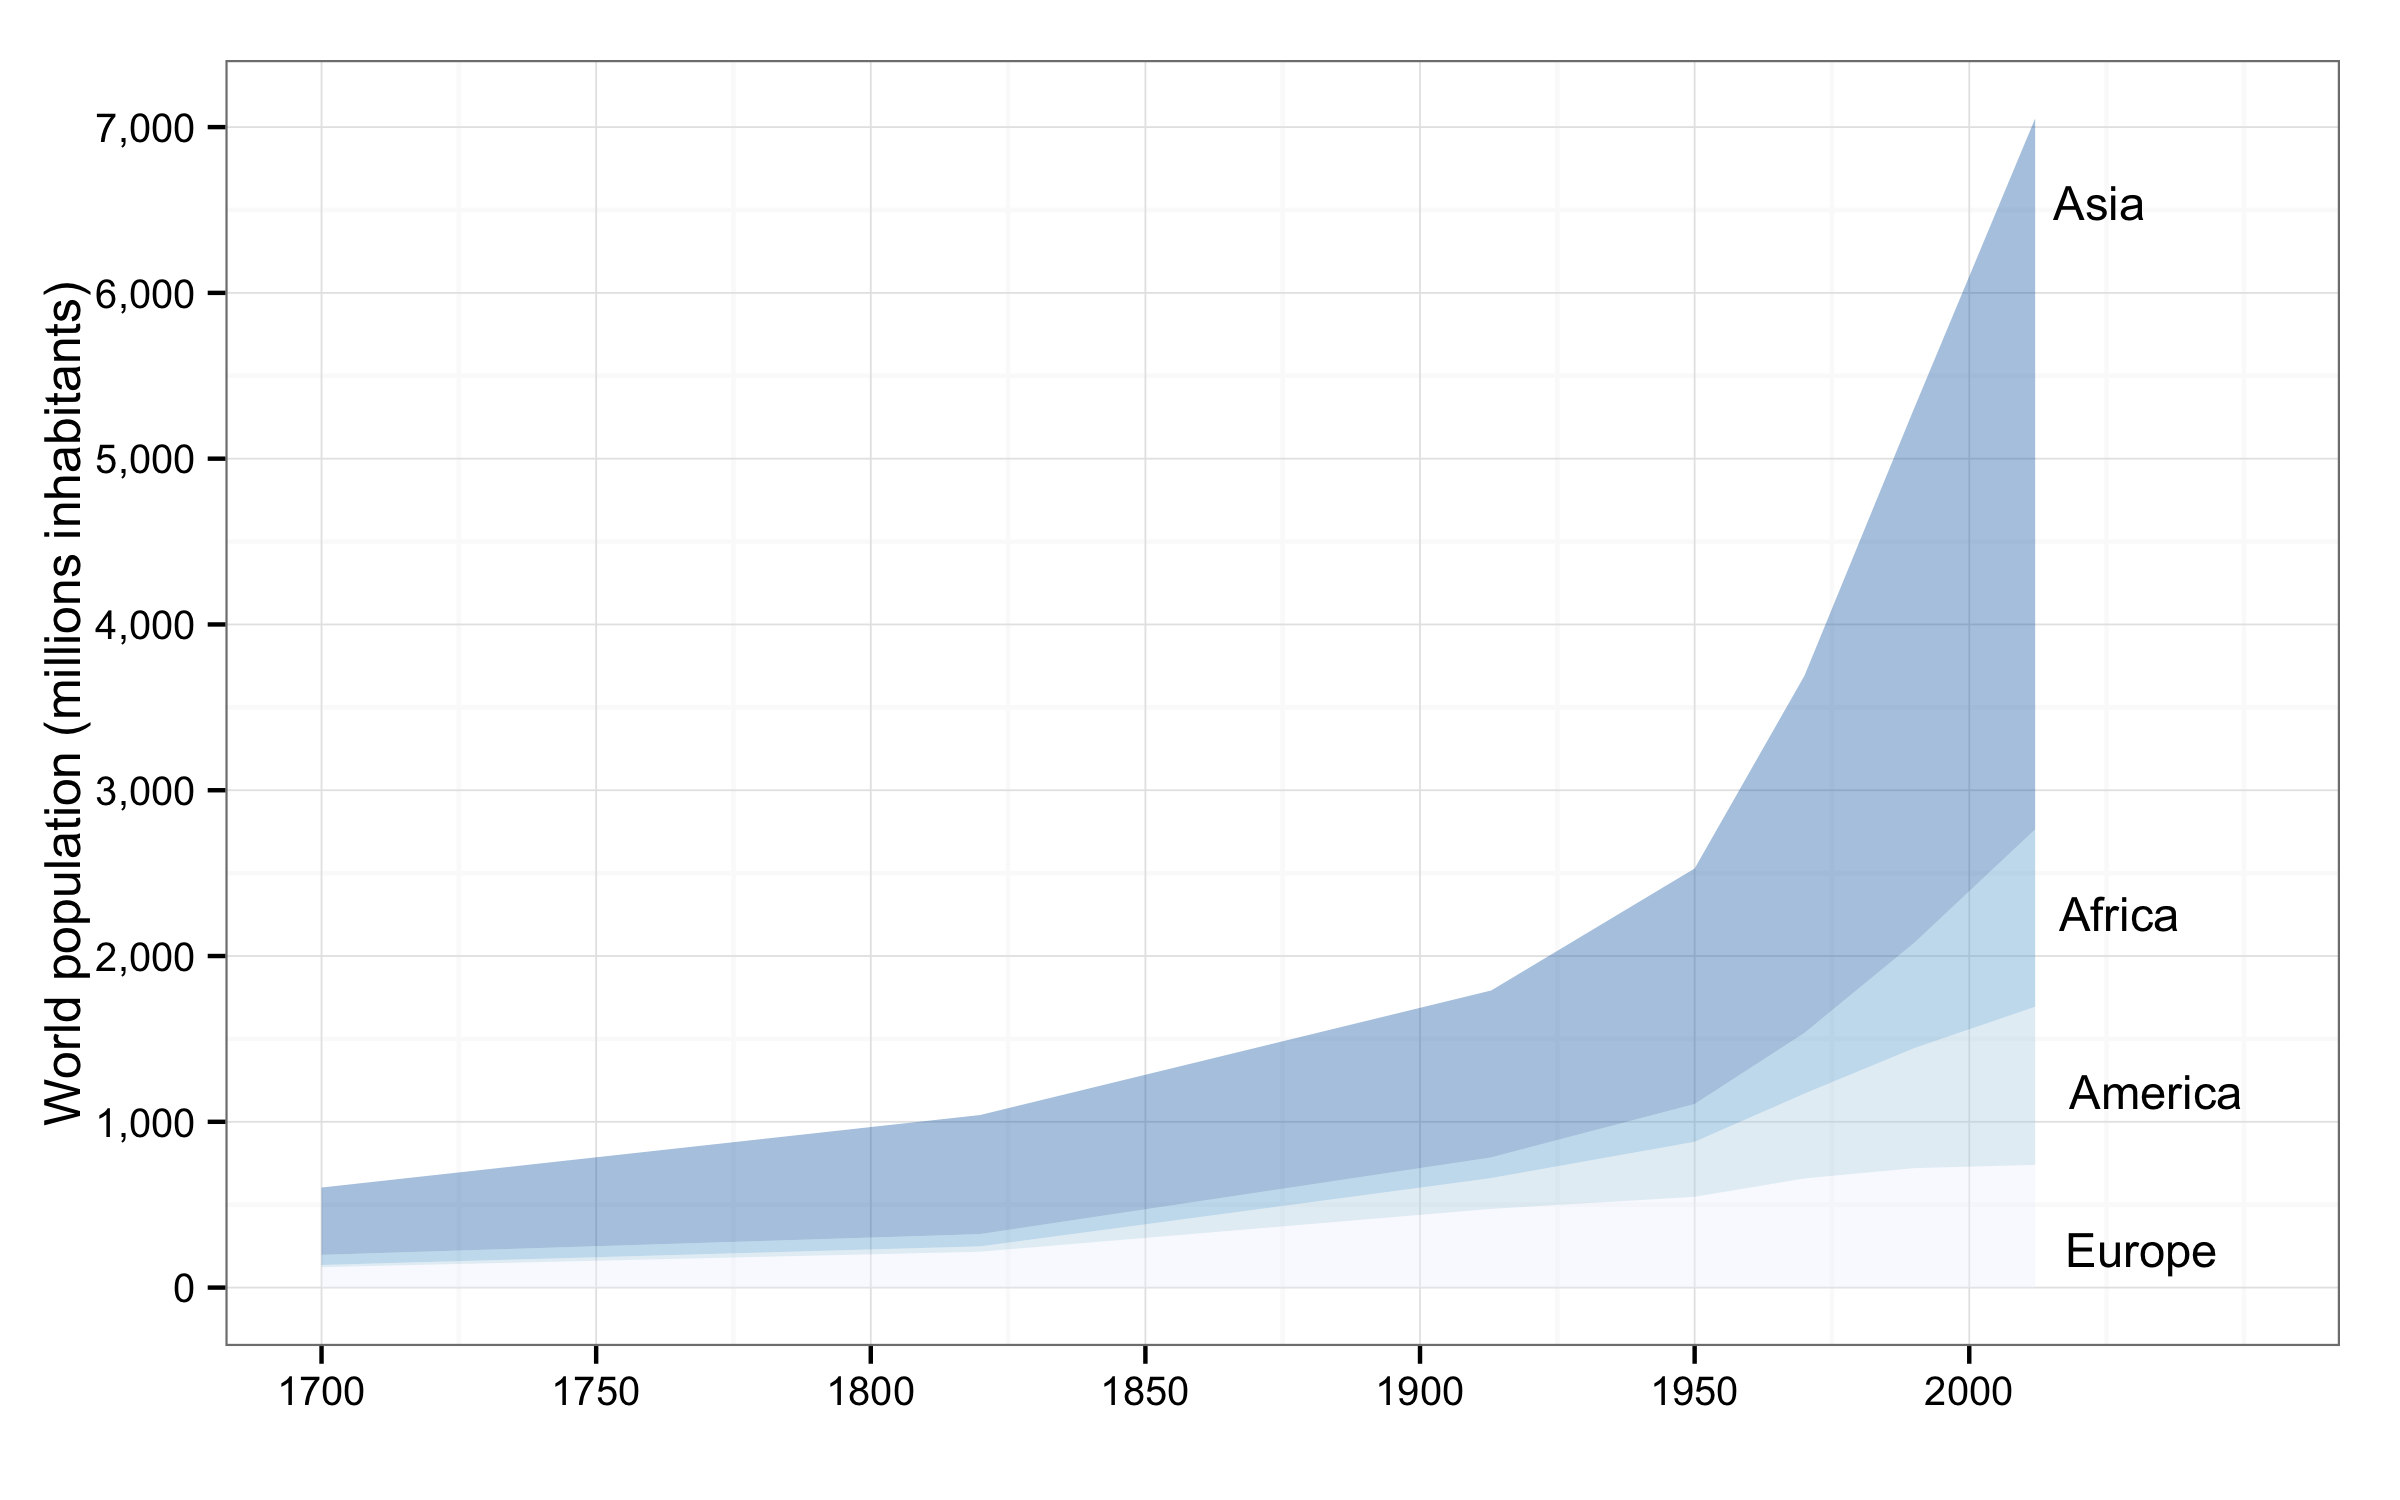 World population (millions inhabitants)
7,000
6,000
5,000
4,000
3,000
2,000
1,000
0
Asia
Africa
America
Europe
1700 1750 1800 1850 1900 1950 2000